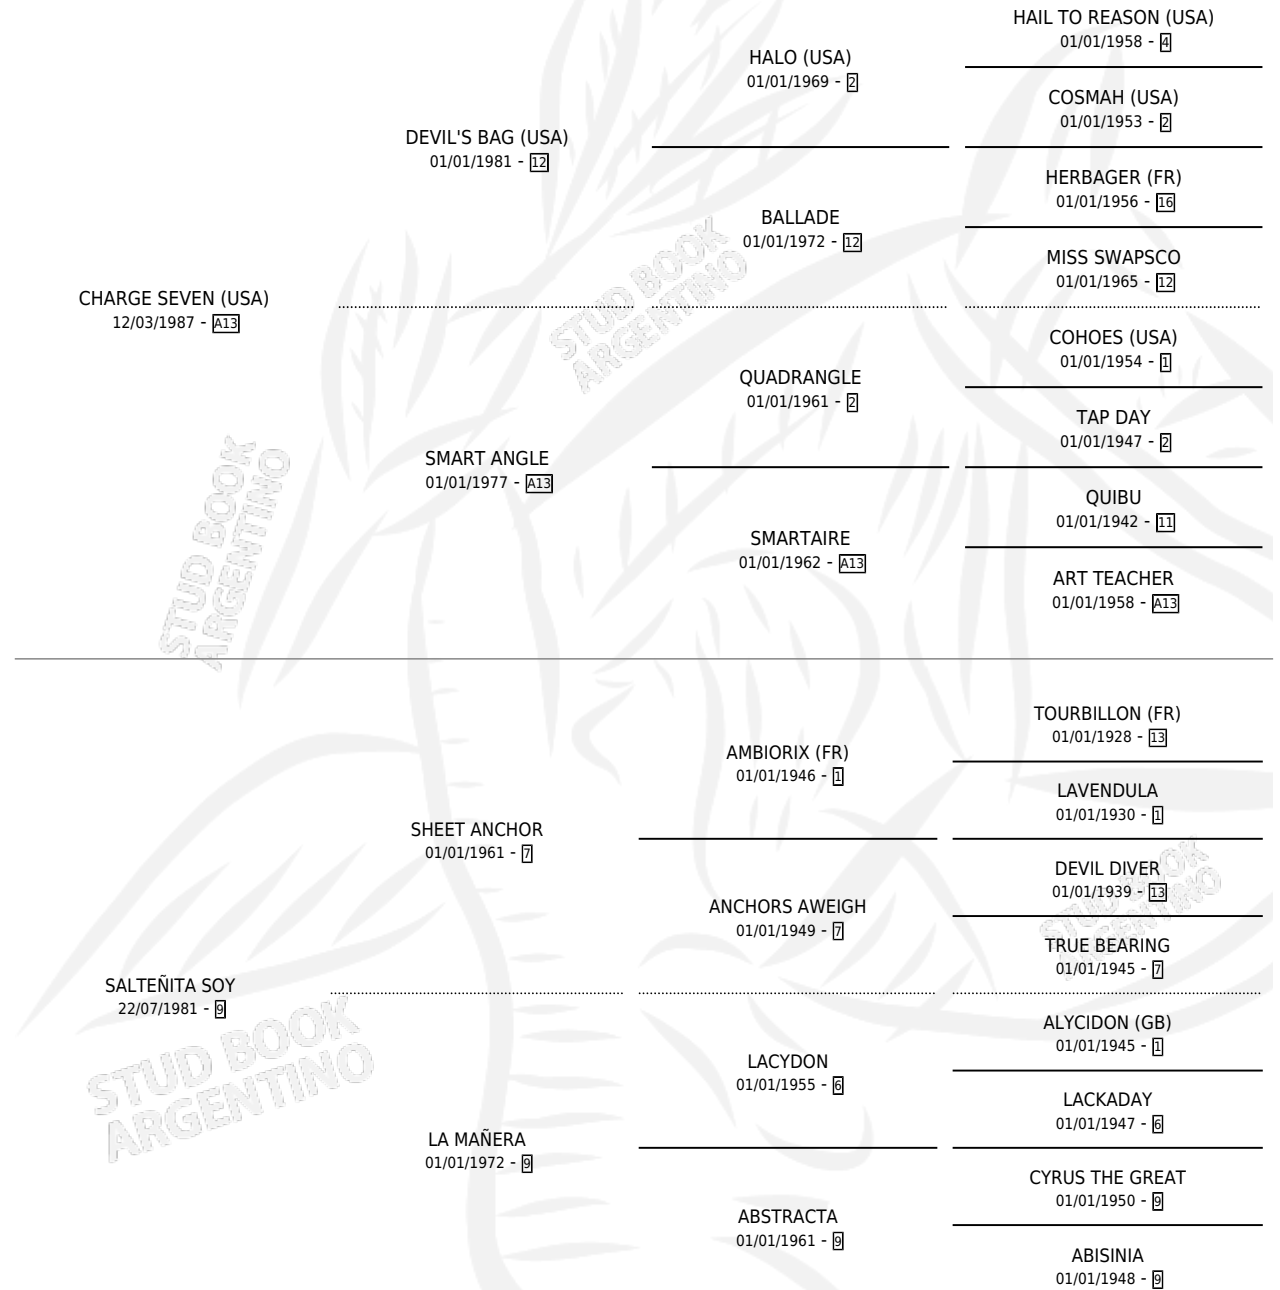 HAIL TO REASON (USA)
01/01/1958 - 4
HALO (USA)
01/01/1969 - 2
COSMAH (USA)
01/01/1953 - 2
DEVIL'S BAG (USA)
01/01/1981 - 12
HERBAGER (FR)
01/01/1956 - 16
BALLADE
01/01/1972 - 12
MISS SWAPSCO
01/01/1965 - 12
CHARGE SEVEN (USA)
12/03/1987 - A13
COHOES (USA)
01/01/1954 - 1
QUADRANGLE
01/01/1961 - 2
TAP DAY
01/01/1947 - 2
SMART ANGLE
01/01/1977 - A13
QUIBU
01/01/1942 - 11
SMARTAIRE
01/01/1962 - A13
ART TEACHER
01/01/1958 - A13
TOURBILLON (FR)
01/01/1928 - 13
AMBIORIX (FR)
01/01/1946 - 1
LAVENDULA
01/01/1930 - 1
SHEET ANCHOR
01/01/1961 - 7
DEVIL DIVER
01/01/1939 - 13
ANCHORS AWEIGH
01/01/1949 - 7
TRUE BEARING
01/01/1945 - 7
SALTEÑITA SOY
22/07/1981 - 9
ALYCIDON (GB)
01/01/1945 - 1
LACYDON
01/01/1955 - 6
LACKADAY
01/01/1947 - 6
LA MAÑERA
01/01/1972 - 9
CYRUS THE GREAT
01/01/1950 - 9
ABSTRACTA
01/01/1961 - 9
ABISINIA
01/01/1948 - 9
STUD BOOK
ARGENTINO
STUD BOOK
ARGENTINO
STUD BOOK
ARGENTINO
STUD BOOK
ARGENTINO